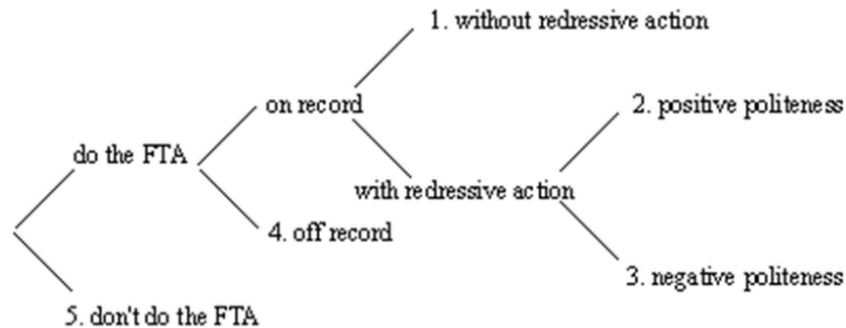 1. without redressive action
on record
2. positive politeness
do the FTA
with redressive action
4. off record
3. negative politeness
5. don't do the FTA